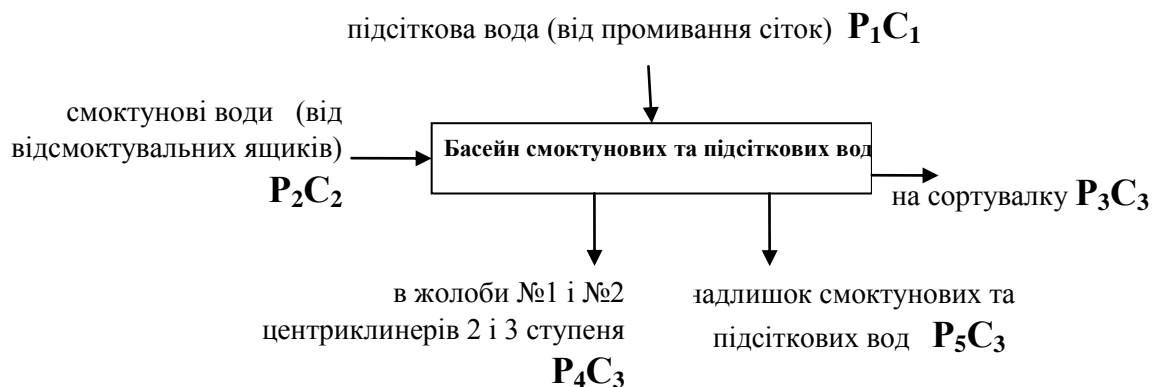 підсіткова вода (від промивання сіток) P₁C₁
смоктунові води (від
відсмоктувальних ящиків)
P₂C₂
Басейн смоктунових та підсіткових вод
на сортувалку P₃C₃
в жолоби №1 і №2
центриклинерів 2 і 3 ступеня
P₄C₃
надлишок смоктунових та
підсіткових вод P₅C₃